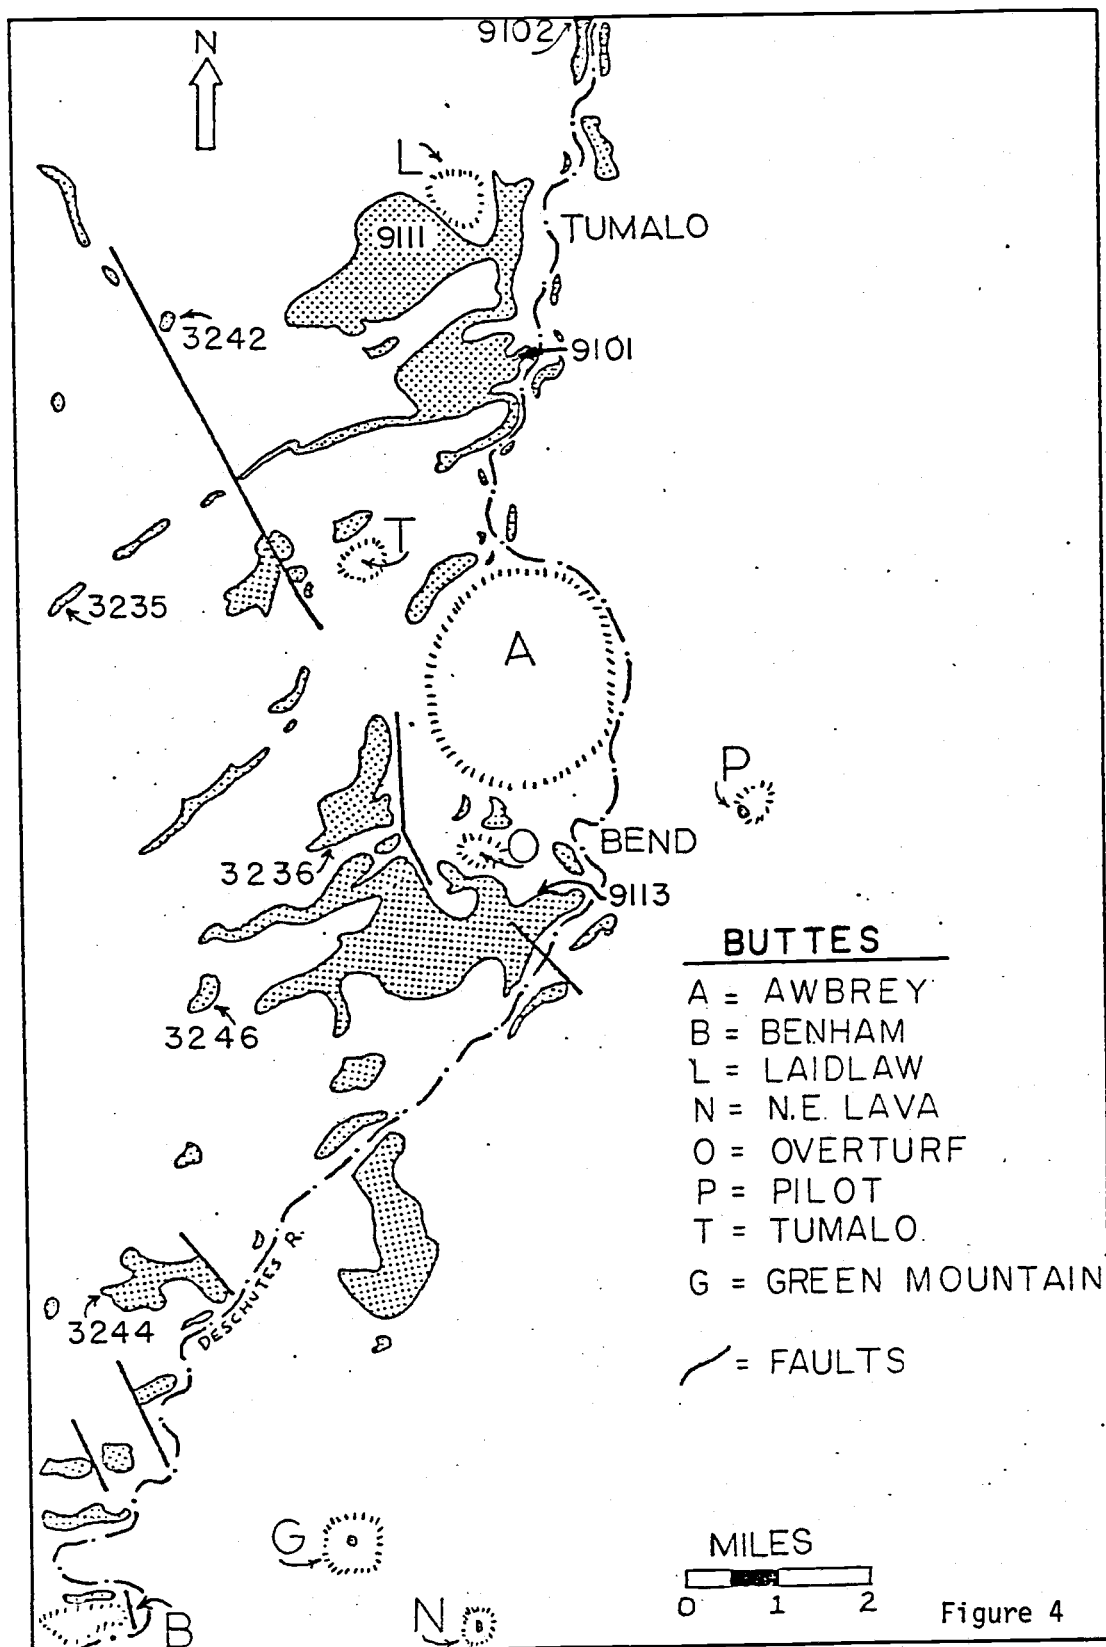 9102
N
L
9111
TUMALO
3242
9101
T
3235
A
P
O
BEND
3236
9113
3246
BUTTES
A = AWBREY
B = BENHAM
L = LAIDLAW
N = N.E. LAVA
O = OVERTURF
P = PILOT
T = TUMALO.
G = GREEN MOUNTAIN
DESCHUTES R.
3244
= FAULTS
G
MILES
0 1 2
B
N
Figure 4